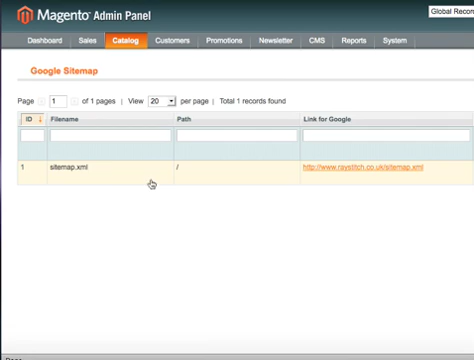 Magento Admin Panel
Global Recor
Dashboard Sales Catalog Customers Promotions Newsletter CMS Reports System
Google Sitemap
Page 1 of 1 pages | View 20 per page | Total 1 records found
ID Filename Path Link for Google
1 sitemap.xml / http://www.raystitch.co.uk/sitemap.xml